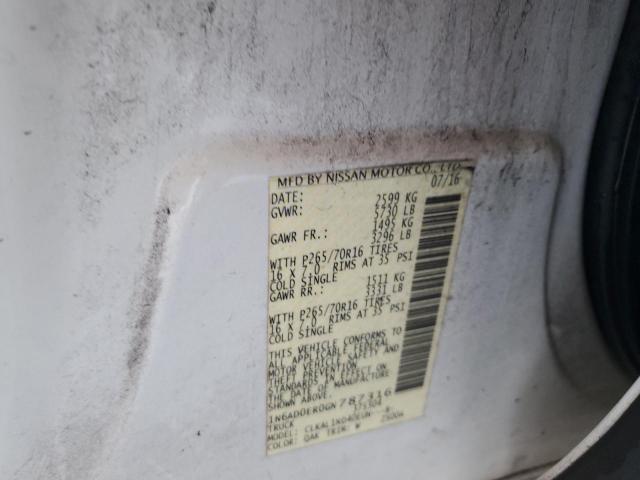 MFD BY NISSAN MOTOR CO., LTD.
DATE: 07/16
GVWR: 2599 KG
5730 LB
GAWR FR.: 1495 KG
3296 LB
WITH P265/70R16 TIRES
16 X 7.0 RIMS AT 35 PSI
COLD SINGLE
GAWR RR.: 1511 KG
3331 LB
WITH P265/70R16 TIRES
16 X 7.0 RIMS AT 35 PSI
COLD SINGLE
THIS VEHICLE CONFORMS TO
ALL APPLICABLE FEDERAL
MOTOR VEHICLE SAFETY AND
THEFT PREVENTION
STANDARDS IN EFFECT ON
THE DATE OF MANUFACTURE
SHOWN ABOVE.
1N6AD0ER0GN787316
TRUCK
MODEL:
COLOR: QAK TRIM: W